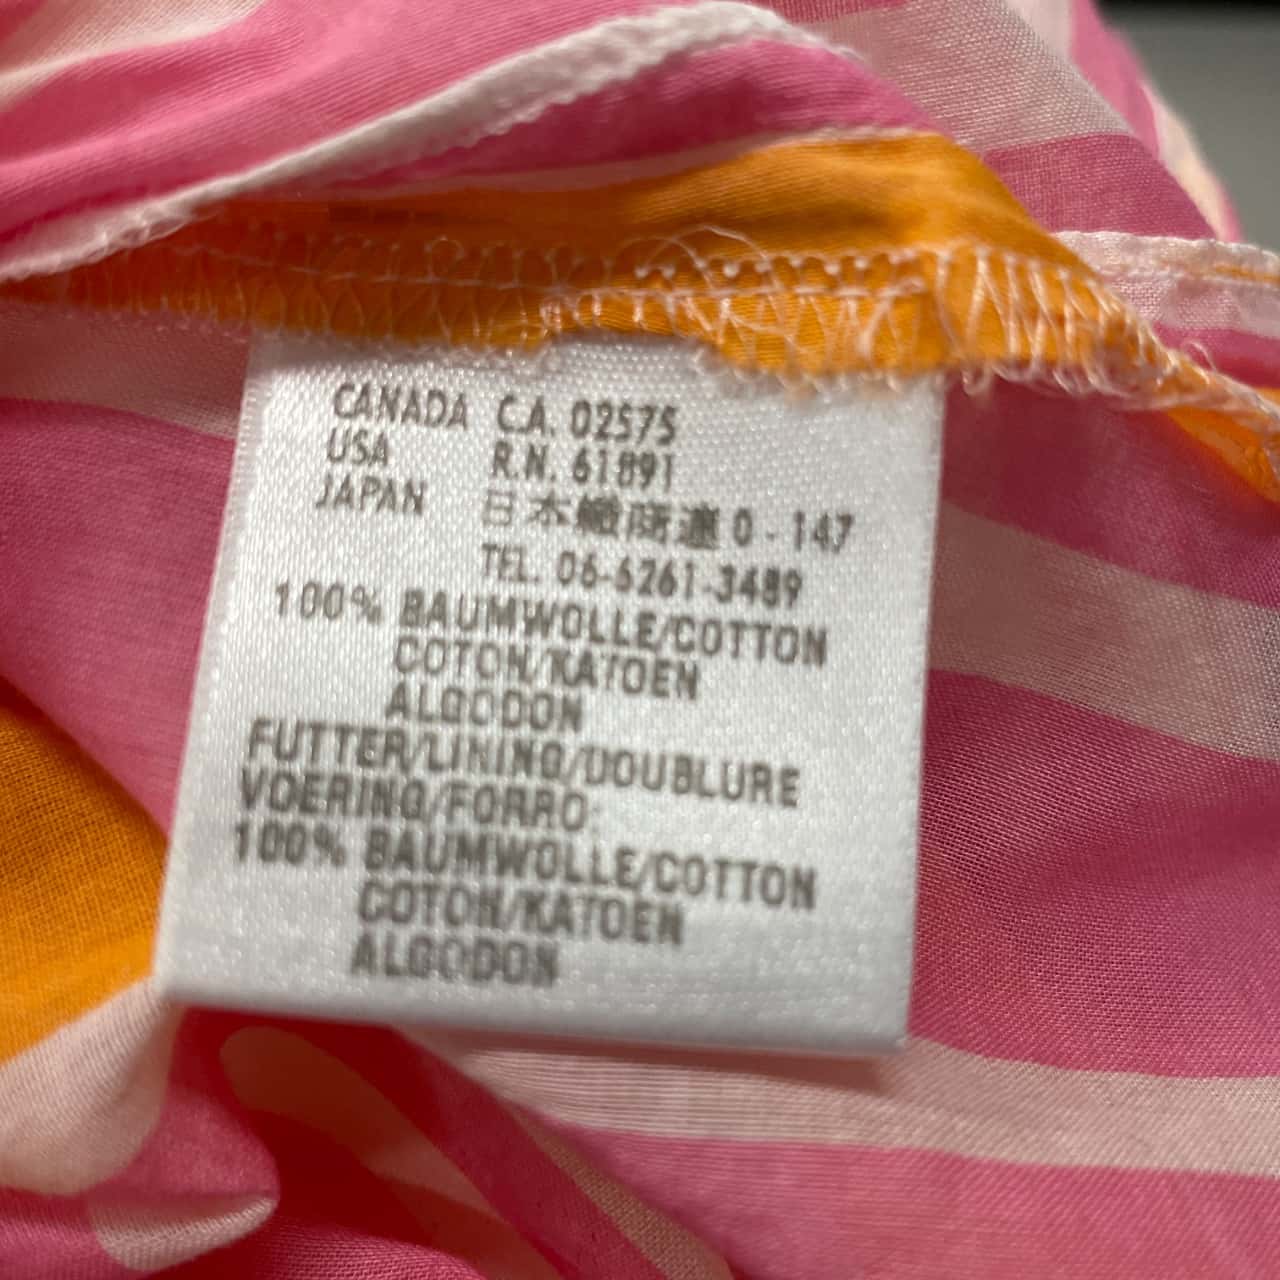 CANADA C.A. 02575
USA R.N. 61891
JAPAN 日本繊商連 0 - 147
TEL. 06-6261-3489
100% BAUMWOLLE/COTTON
COTON/KATOEN
ALGODON
FUTTER/LINING/DOUBLURE
VOERING/FORRO:
100% BAUMWOLLE/COTTON
COTON/KATOEN
ALGODON